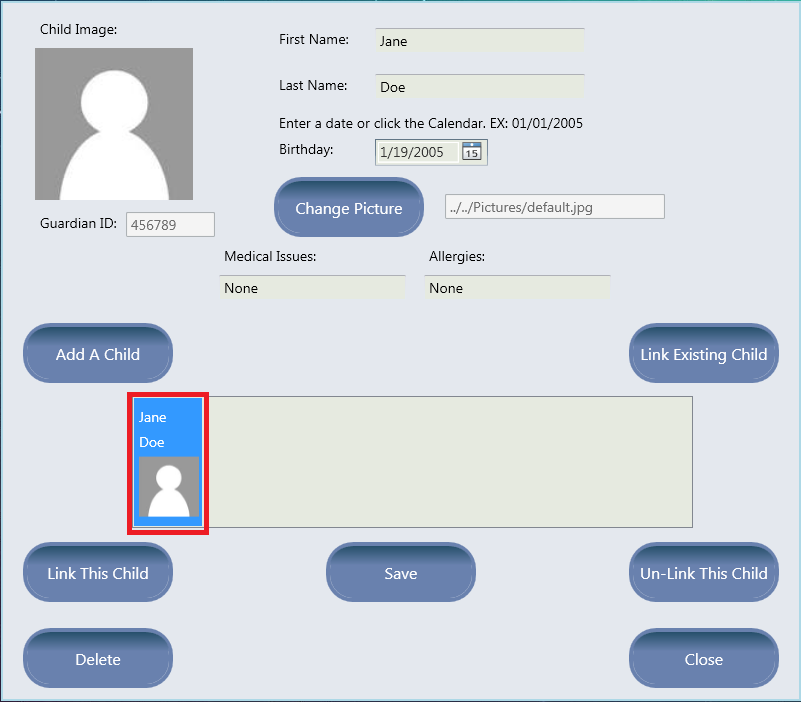 Child Image:
First Name: Jane
Last Name: Doe
Enter a date or click the Calendar. EX: 01/01/2005
Birthday: 1/19/2005 15
Change Picture ../../Pictures/default.jpg
Guardian ID: 456789
Medical Issues: Allergies:
None None
Add A Child Link Existing Child
Jane
Doe
Link This Child Save Un-Link This Child
Delete Close